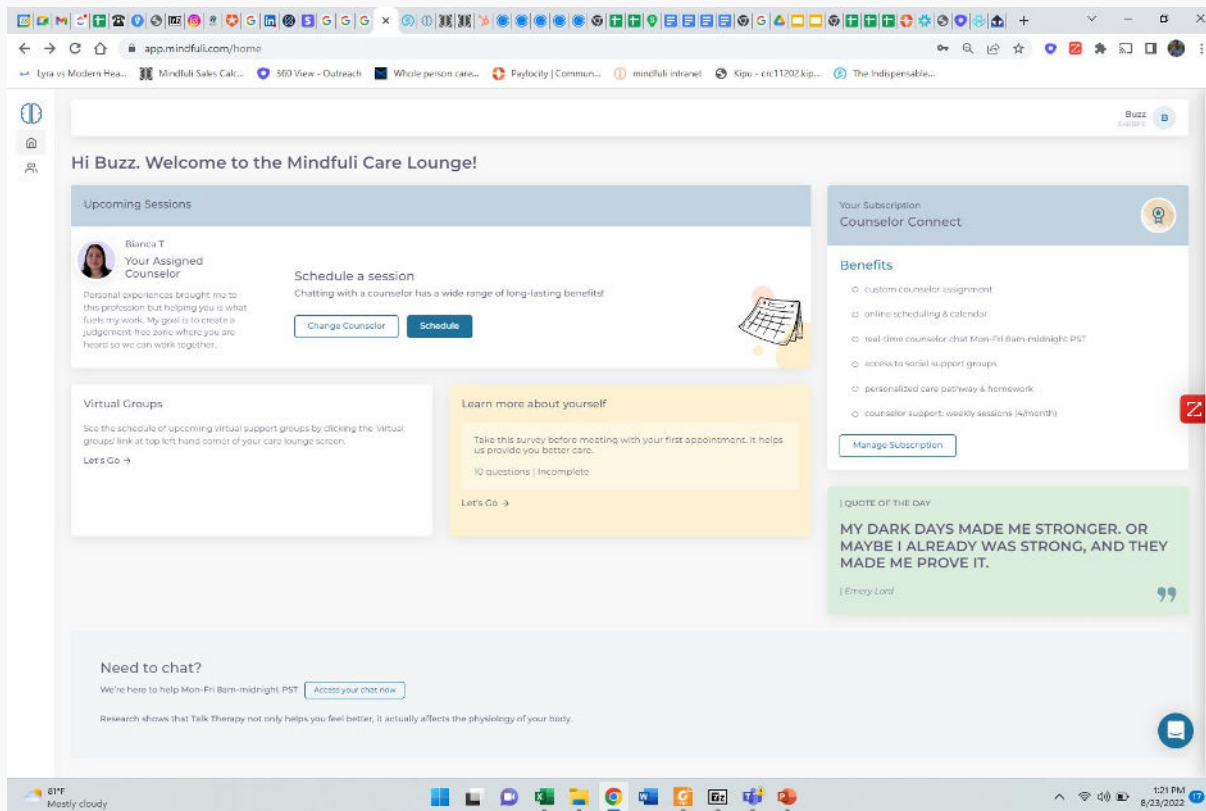 app.mindfuli.com/home
Lyra vs Modern Hea...
Mindfuli Sales Calc...
360 View - Outreach
Whole person care...
Paylocity | Commun...
mindfuli intranet
Kipu - crc11202.kip...
The Indispensable...
Buzz
B
Hi Buzz. Welcome to the Mindfuli Care Lounge!
Upcoming Sessions
Bianca T
Your Assigned
Counselor
Personal experiences brought me to
this profession but helping you is what
fuels my work. My goal is to create a
judgement-free zone where you are
heard so we can work together.
Schedule a session
Chatting with a counselor has a wide range of long-lasting benefits!
Change Counselor
Schedule
Virtual Groups
See the schedule of upcoming virtual support groups by clicking the 'virtual
groups' link at top left hand corner of your care lounge screen.
Let's Go →
Learn more about yourself
Take this survey before meeting with your first appointment. It helps
us provide you better care.
10 questions | Incomplete
Let's Go →
Your Subscription
Counselor Connect
Benefits
custom counselor assignment
online scheduling & calendar
real-time counselor chat Mon-Fri 8am-midnight PST
access to social support groups
personalized care pathway & homework
counselor support: weekly sessions (4/month)
Manage Subscription
Z
| QUOTE OF THE DAY
MY DARK DAYS MADE ME STRONGER. OR
MAYBE I ALREADY WAS STRONG, AND THEY
MADE ME PROVE IT.
| Emery Lord
Need to chat?
We're here to help Mon-Fri 8am-midnight PST
Access your chat now
Research shows that Talk Therapy not only helps you feel better, it actually affects the physiology of your body.
81°F
Mostly cloudy
1:21 PM
8/23/2022
17